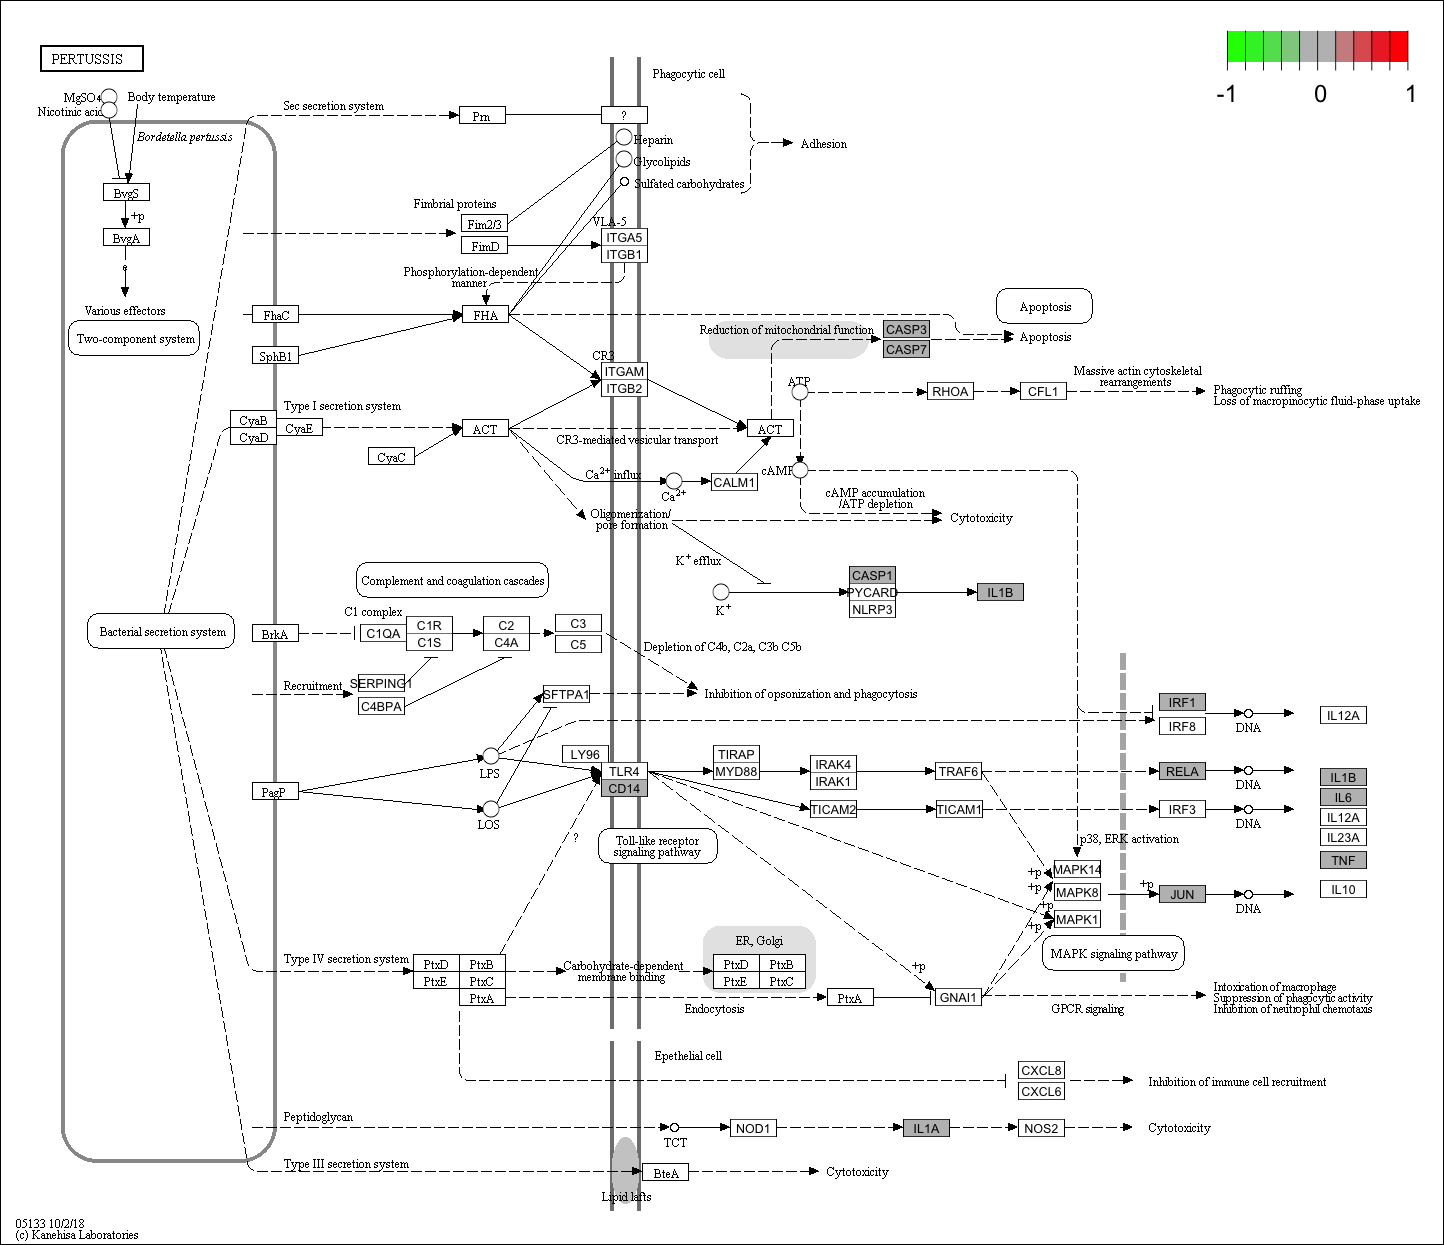 PERTUSSIS
-1 0 1
Phagocytic cell
MgSO4
Nicotinic acid
Body temperature
Bordetella pertussis
Sec secretion system
Prn
?
Heparin
Glycolipids
Sulfated carbohydrates
Adhesion
BvgS
+p
BvgA
e
Various effectors
Two-component system
Fimbrial proteins
Fim2/3
FimD
VLA-5
ITGA5
ITGB1
Phosphorylation-dependent
manner
FhaC
FHA
SphB1
Reduction of mitochondrial function
CASP3
CASP7
Apoptosis
Apoptosis
CR3
ITGAM
ITGB2
ATP
RHOA
CFL1
Massive actin cytoskeletal
rearrangements
Phagocytic ruffing
Loss of macropinocytic fluid-phase uptake
Type I secretion system
CyaB
CyaD
CyaE
CyaC
ACT
ACT
CR3-mediated vesicular transport
Ca2+ influx
Ca2+
CALM1
cAMP
cAMP accumulation
/ATP depletion
Cytotoxicity
Oligomerization/
pore formation
K+ efflux
K+
CASP1
PYCARD
NLRP3
IL1B
Complement and coagulation cascades
Bacterial secretion system
BrkA
C1 complex
C1QA
C1R
C1S
C2
C4A
C3
C5
Depletion of C4b, C2a, C3b C5b
Recruitment
SERPING1
C4BPA
SFTPA1
Inhibition of opsonization and phagocytosis
IRF1
IRF8
DNA
IL12A
LPS
LOS
PagP
LY96
TLR4
CD14
TIRAP
MYD88
IRAK4
IRAK1
TRAF6
RELA
DNA
TICAM2
TICAM1
IRF3
DNA
IL1B
IL6
IL12A
IL23A
TNF
IL10
?
Toll-like receptor
signaling pathway
p38, ERK activation
+p
MAPK14
+p
MAPK8
+p
JUN
DNA
+p
+p
MAPK1
MAPK signaling pathway
Type IV secretion system
PtxD
PtxB
PtxE
PtxC
PtxA
Carbohydrate-dependent
membrane binding
ER, Golgi
PtxD
PtxB
PtxE
PtxC
Endocytosis
PtxA
+p
GNAI1
GPCR signaling
Intoxication of macrophage
Suppression of phagocytic activity
Inhibition of neutrophil chemotaxis
Epethelial cell
CXCL8
CXCL6
Inhibition of immune cell recruitment
Peptidoglycan
TCT
NOD1
IL1A
NOS2
Cytotoxicity
Type III secretion system
BteA
Cytotoxicity
Lipid lafts
05133 10/2/18
(c) Kanehisa Laboratories